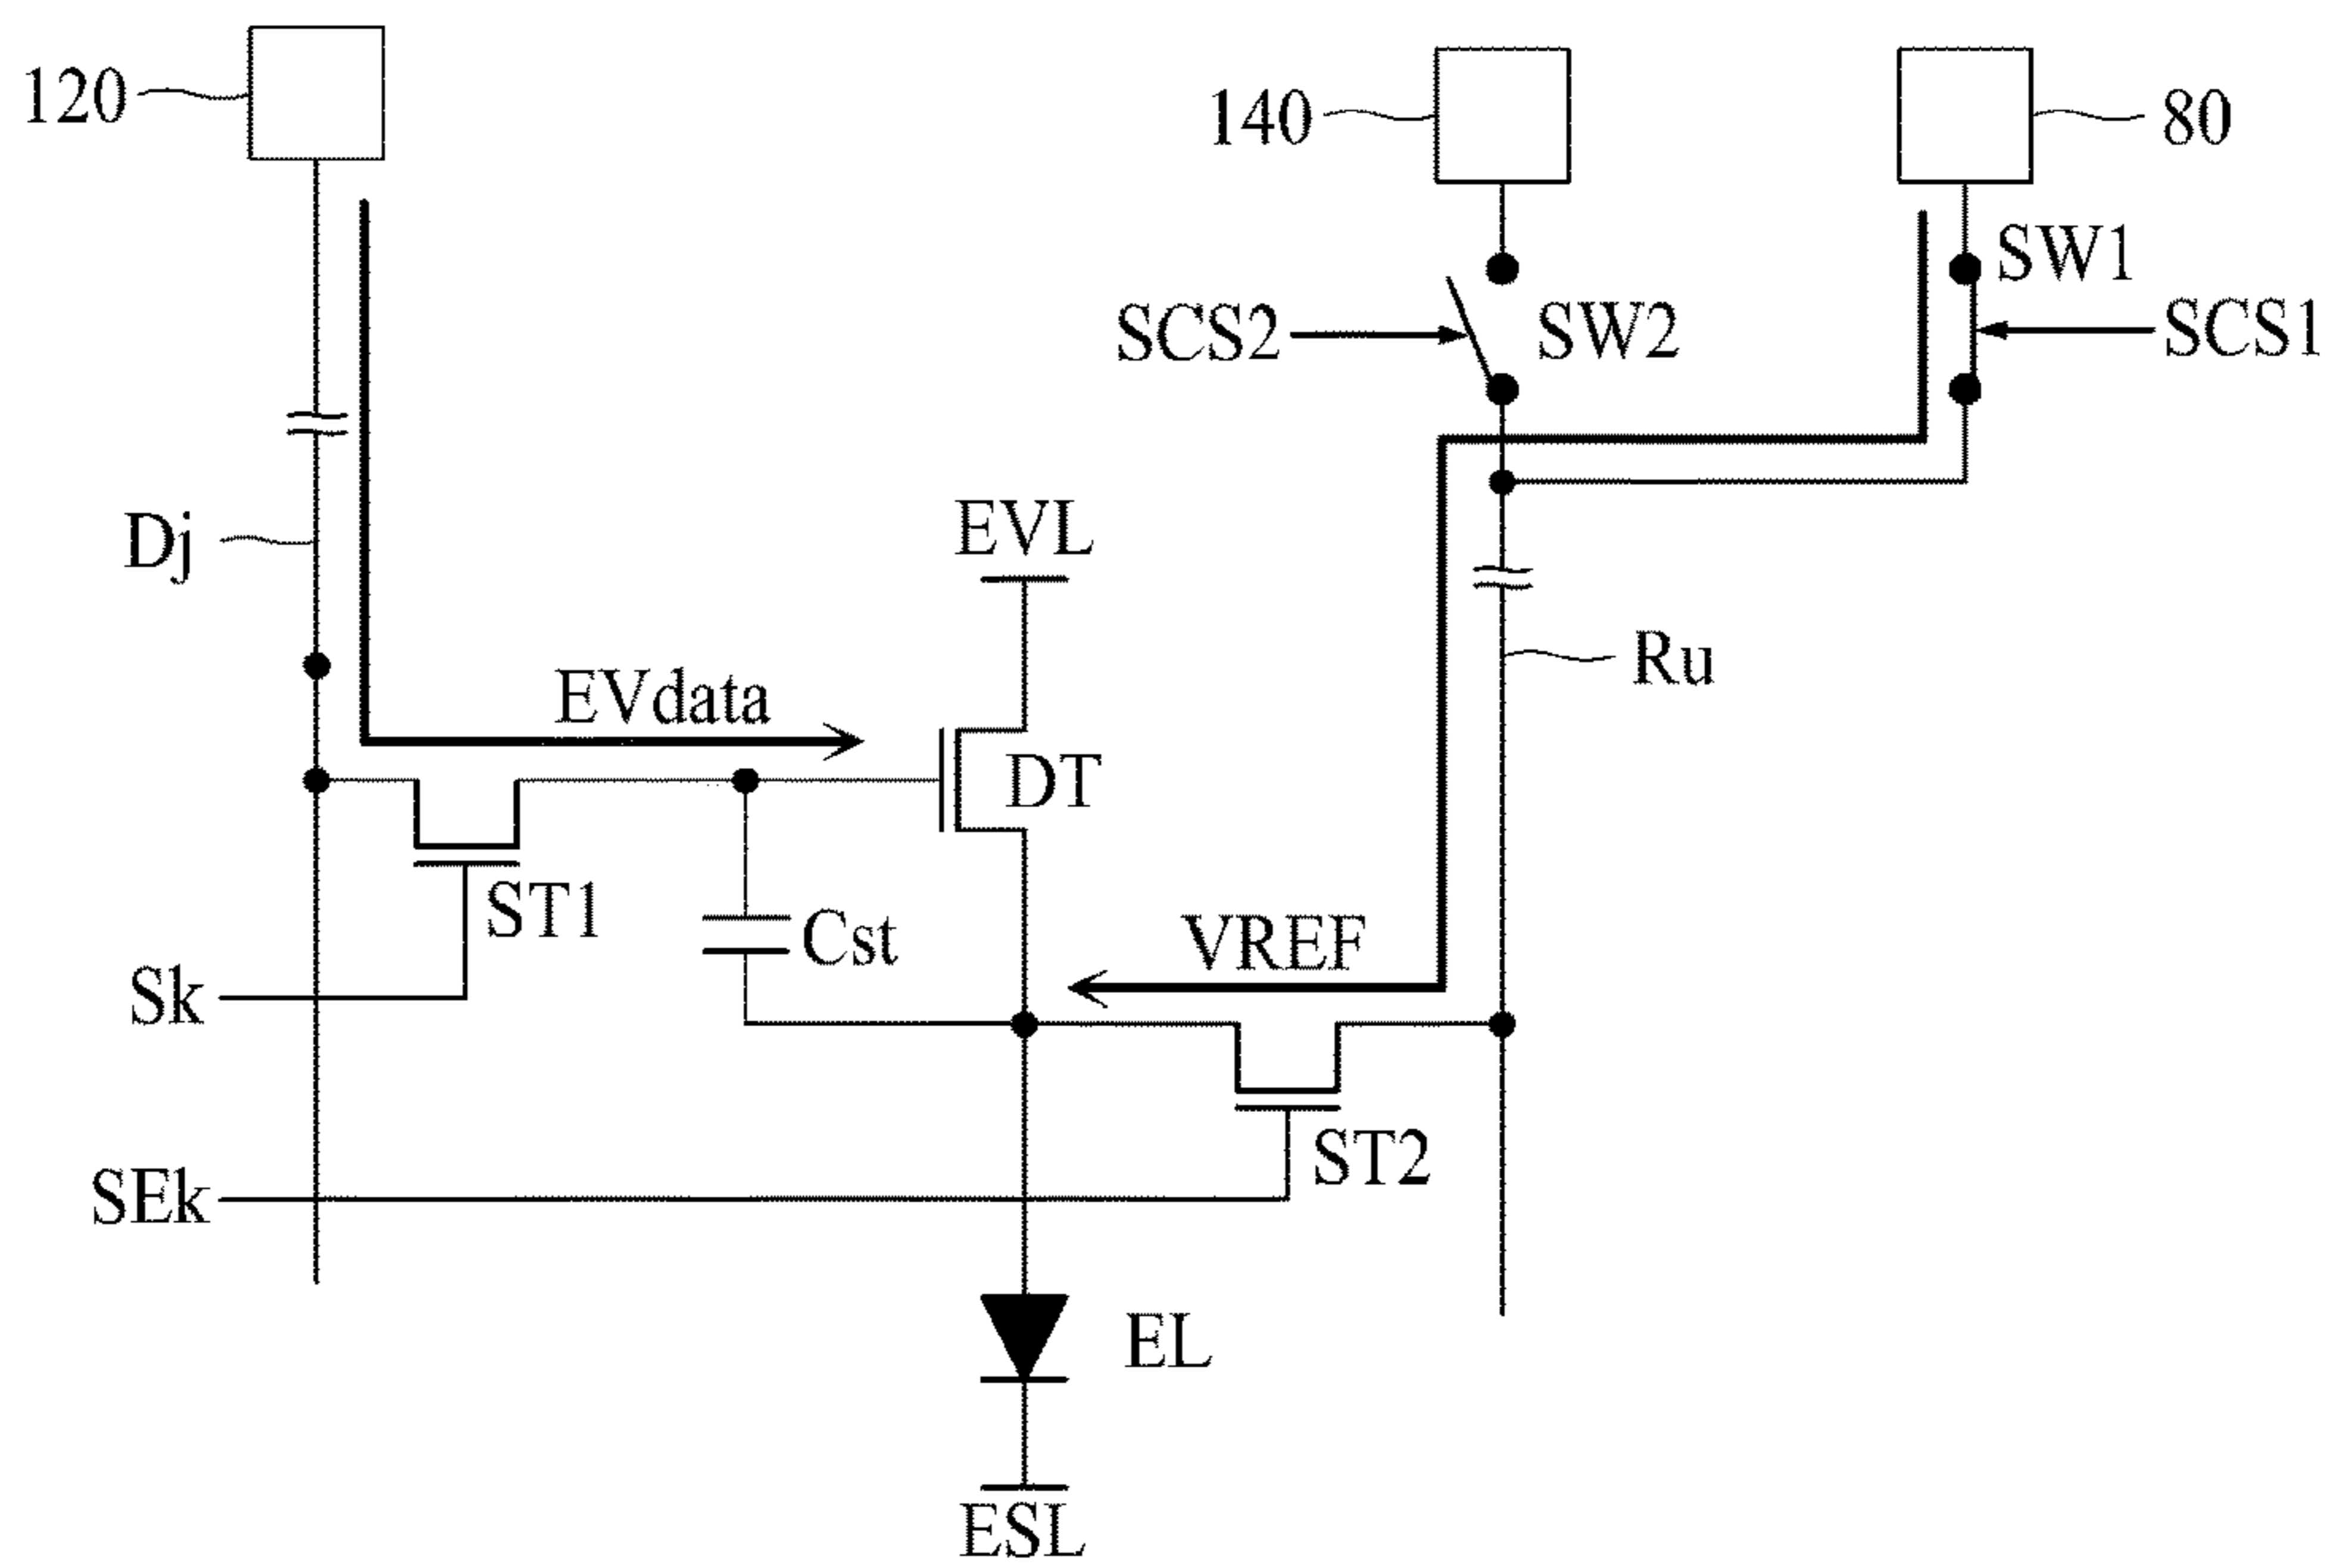 120
140
80
SW1
SCS2
SW2
SCS1
EVL
Dj
Ru
EVdata
DT
ST1
Cst
VREF
Sk
ST2
SEk
EL
ESL